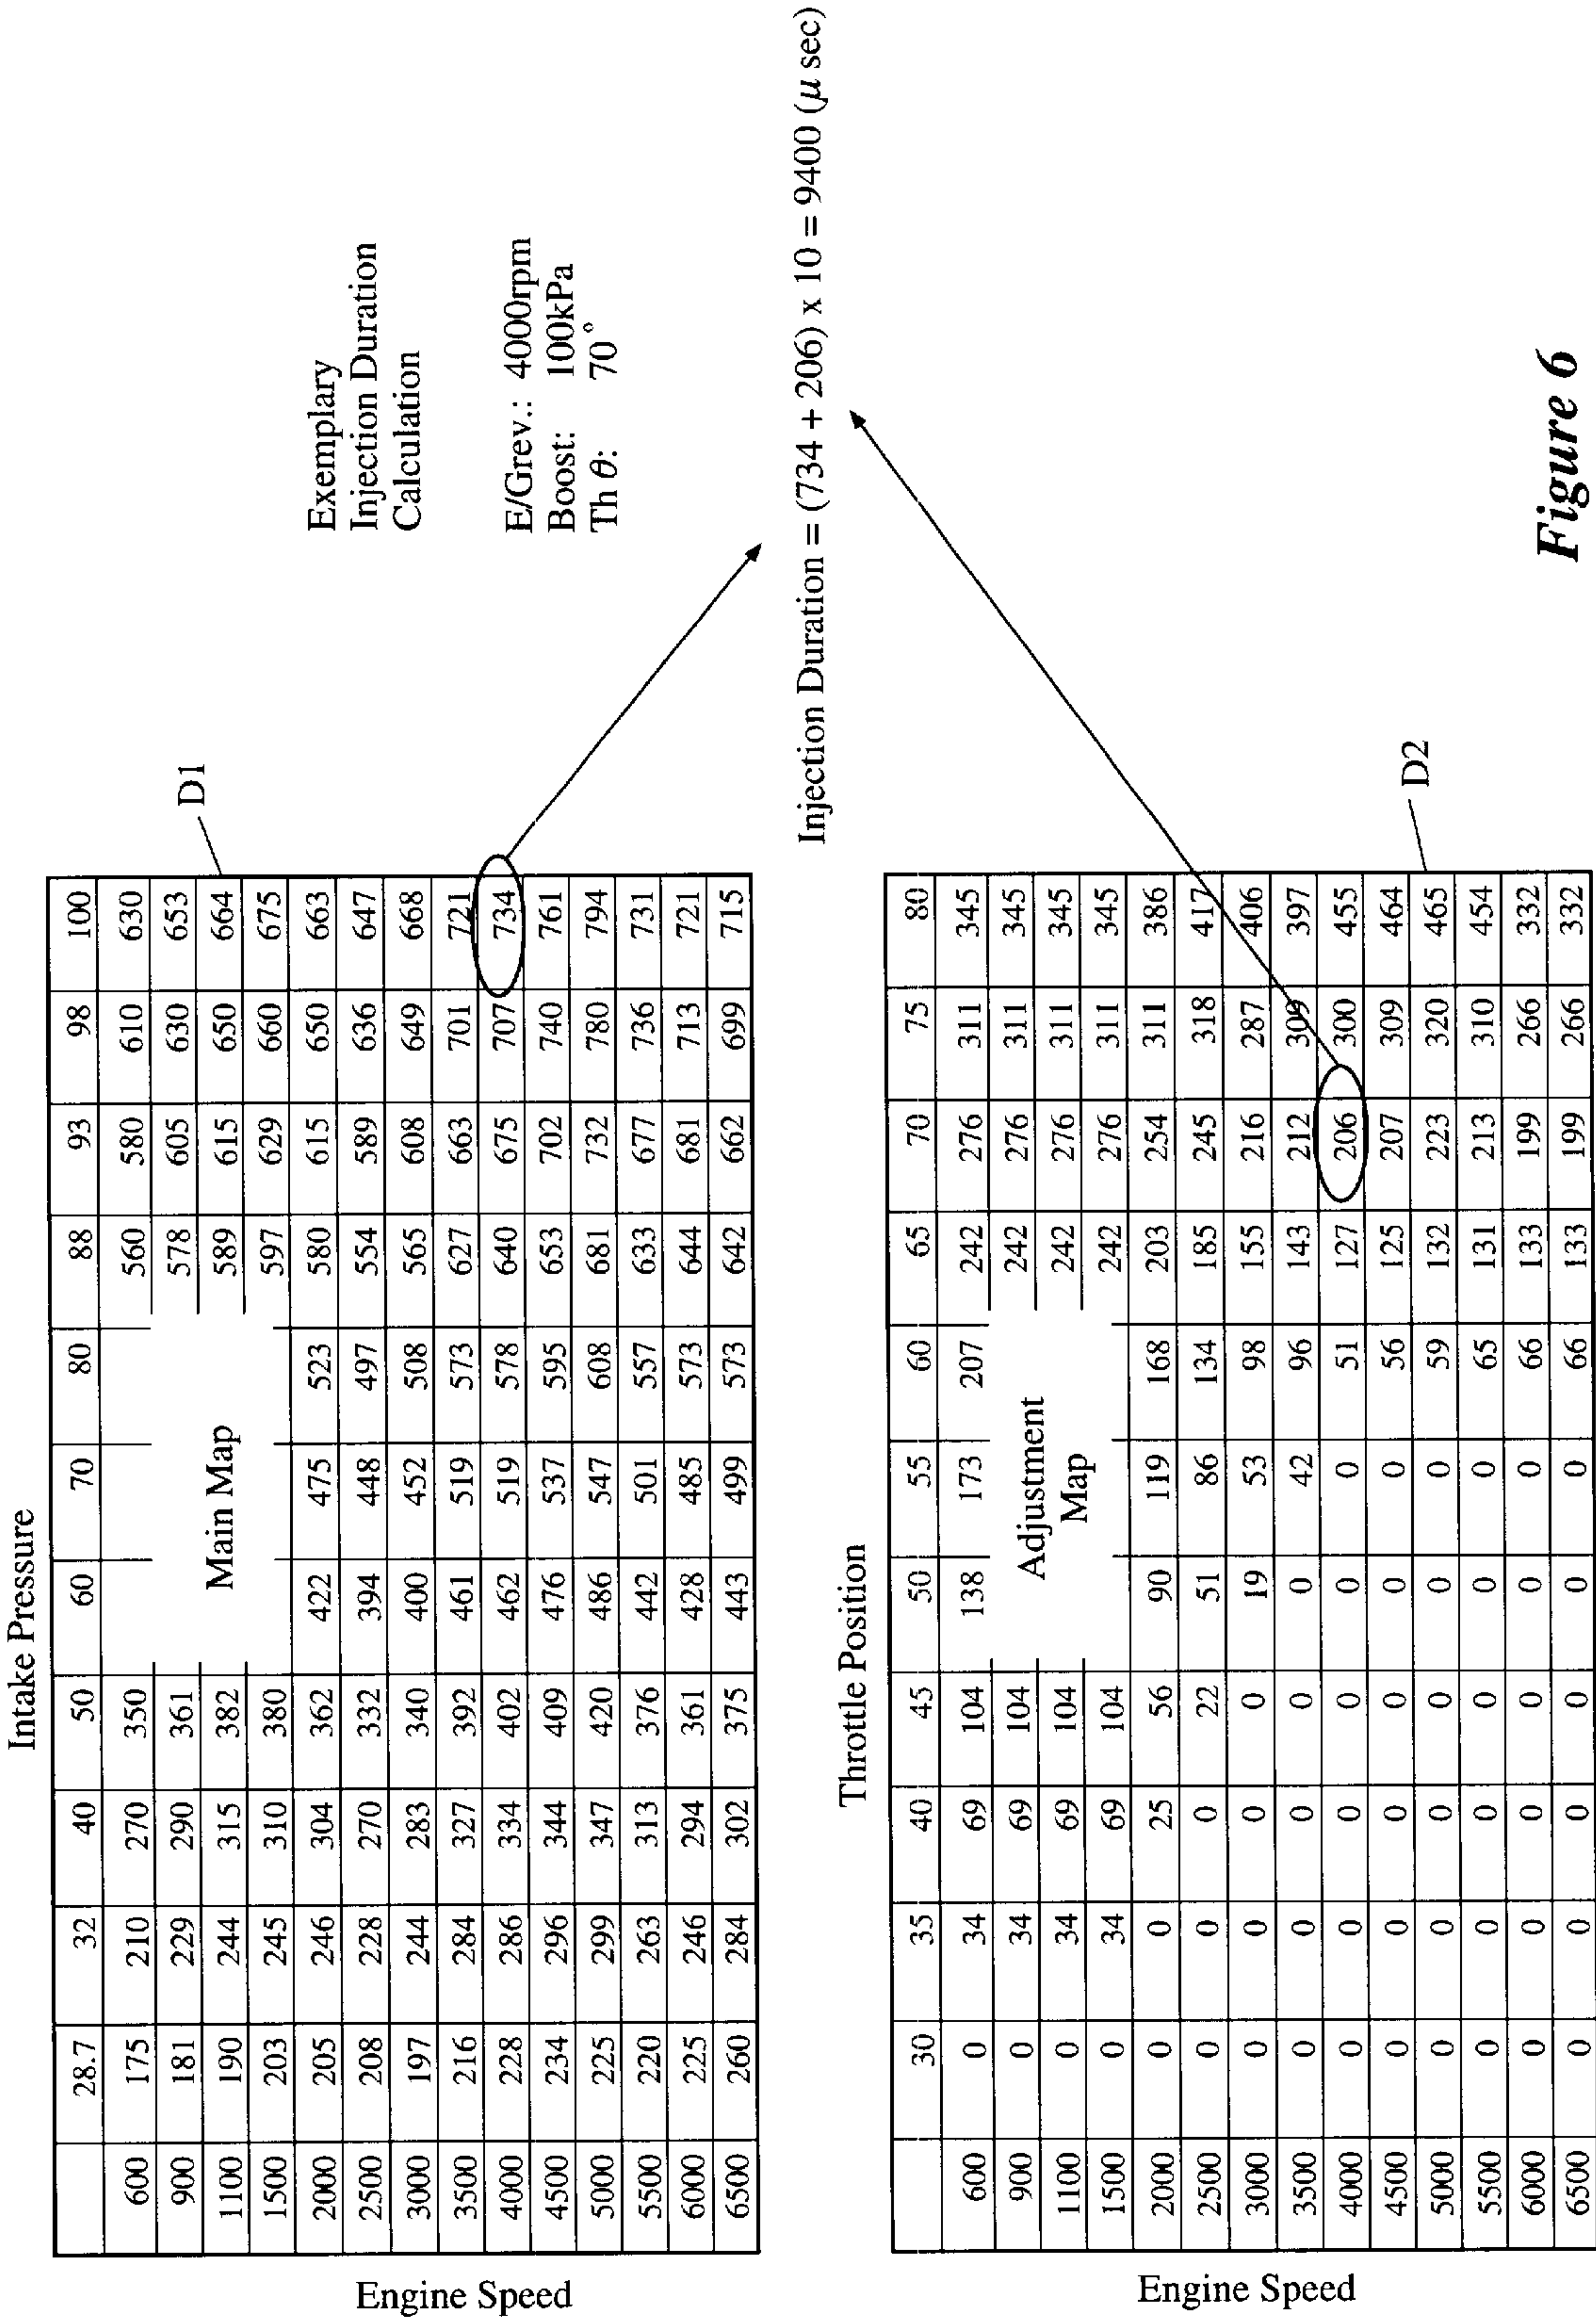 Intake Pressure
28.7 32 40 50 60 70 80 88 93 98 100
600 175 210 270 350 560 580 610 630
900 181 229 290 361 578 605 630 653
1100 190 244 315 382 589 615 650 664
1500 203 245 310 380 597 629 660 675
Main Map
2000 205 246 304 362 422 475 523 580 615 650 663
2500 208 228 270 332 394 448 497 554 589 636 647
3000 197 244 283 340 400 452 508 565 608 649 668
3500 216 284 327 392 461 519 573 627 663 701 721
4000 228 286 334 402 462 519 578 640 675 707 734
4500 234 296 344 409 476 537 595 653 702 740 761
5000 225 299 347 420 486 547 608 681 732 780 794
5500 220 263 313 376 442 501 557 633 677 736 731
6000 225 246 294 361 428 485 573 644 681 713 721
6500 260 284 302 375 443 499 573 642 662 699 715
Engine Speed
D1
Exemplary
Injection Duration
Calculation
E/Grev.: 4000rpm
Boost: 100kPa
Th θ: 70°
Injection Duration = (734 + 206) x 10 = 9400 (μ sec)
Throttle Position
30 35 40 45 50 55 60 65 70 75 80
600 0 34 69 104 138 173 207 242 276 311 345
900 0 34 69 104 242 276 311 345
1100 0 34 69 104 242 276 311 345
1500 0 34 69 104 242 276 311 345
Adjustment
Map
2000 0 0 25 56 90 119 168 203 254 311 386
2500 0 0 0 22 51 86 134 185 245 318 417
3000 0 0 0 0 19 53 98 155 216 287 406
3500 0 0 0 0 0 42 96 143 212 309 397
4000 0 0 0 0 0 0 51 127 206 300 455
4500 0 0 0 0 0 0 56 125 207 309 464
5000 0 0 0 0 0 0 59 132 223 320 465
5500 0 0 0 0 0 0 65 131 213 310 454
6000 0 0 0 0 0 0 66 133 199 266 332
6500 0 0 0 0 0 0 66 133 199 266 332
Engine Speed
D2
Figure 6